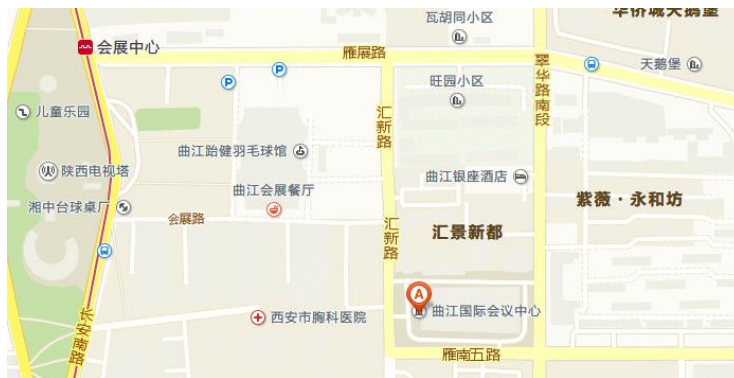 瓦胡同小区
华侨城天鹅堡
会展中心
雁展路
天鹅堡
P
P
旺园小区
翠华路南段
儿童乐园
汇新路
曲江跆健羽毛球馆
陕西电视塔
曲江银座酒店
曲江会展餐厅
紫薇·永和坊
湘中台球桌厂
会展路
汇新路
汇景新都
A
曲江国际会议中心
西安市胸科医院
长安南路
雁南五路